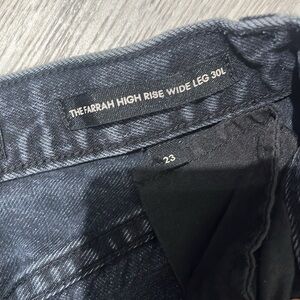 THE FARRAH HIGH RISE WIDE LEG 30L
23